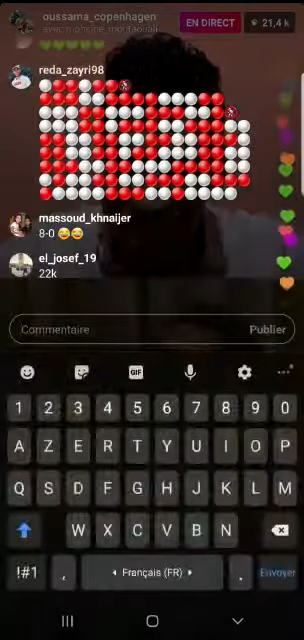 oussama_copenhagen
EN DIRECT
21,4 k
reda_zayri98
massoud_khnaijer
8-0 😂😂
el_josef_19
22k
Commentaire
Publier
GIF
1 2 3 4 5 6 7 8 9 0
A Z E R T Y U I O P
Q S D F G H J K L M
W X C V B N
!#1 , Français (FR) . Envoyer